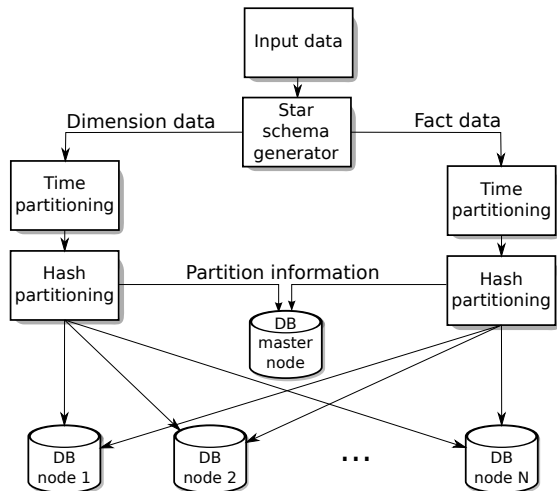 Input data
Dimension data
Star
schema
generator
Fact data
Time
partitioning
Time
partitioning
Hash
partitioning
Partition information
Hash
partitioning
DB
master
node
DB
node 1
DB
node 2
...
DB
node N